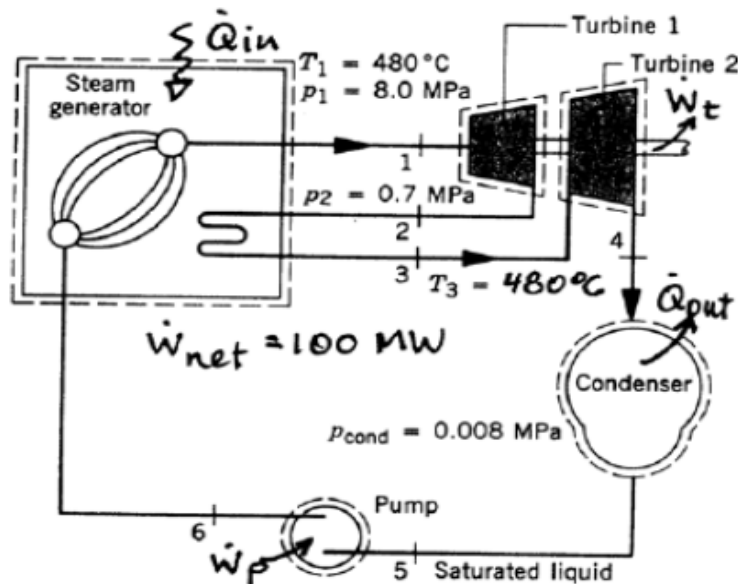 Q̇in
Turbine 1
T₁ = 480°C
p₁ = 8.0 MPa
Turbine 2
Steam
generator
Ẇt
1
p2 = 0.7 MPa
2
3
T₃ = 480°C
4
Q̇out
Ẇnet = 100 MW
Condenser
pcond = 0.008 MPa
6
Pump
Ẇp
5
Saturated liquid